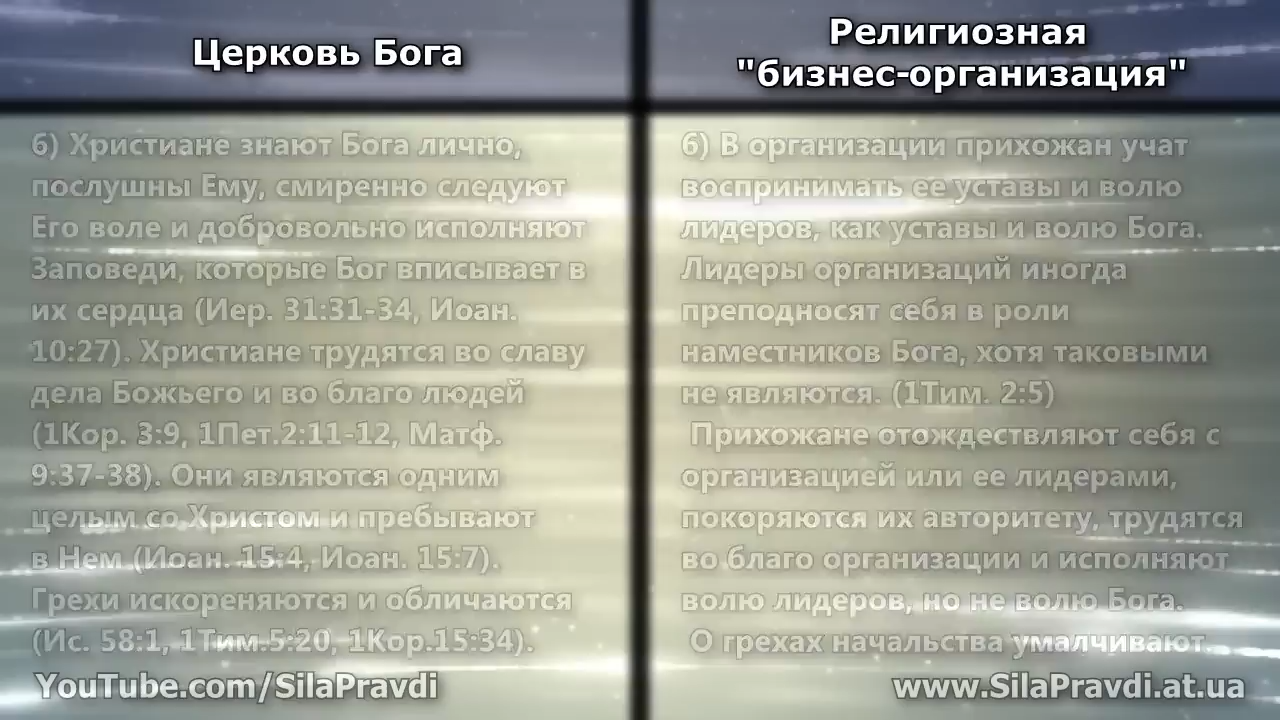 Церковь Бога
Религиозная
"бизнес-организация"
6) Христиане знают Бога лично,
послушны Ему, смиренно следуют
Его воле и добровольно исполняют
Заповеди, которые Бог вписывает в
их сердца (Иер. 31:31-34, Иоан.
10:27). Христиане трудятся во славу
дела Божьего и во благо людей
(1Кор. 3:9, 1Пет.2:11-12, Матф.
9:37-38). Они являются одним
целым со Христом и пребывают
в Нем (Иоан. 15:4, Иоан. 15:7).
Грехи искореняются и обличаются
(Ис. 58:1, 1Тим.5:20, 1Кор.15:34).
6) В организации прихожан учат
воспринимать ее уставы и волю
лидеров, как уставы и волю Бога.
Лидеры организаций иногда
преподносят себя в роли
наместников Бога, хотя таковыми
не являются. (1Тим. 2:5)
Прихожане отождествляют себя с
организацией или ее лидерами,
покоряются их авторитету, трудятся
во благо организации и исполняют
волю лидеров, но не волю Бога.
О грехах начальства умалчивают.
YouTube.com/SilaPravdi
www.SilaPravdi.at.ua